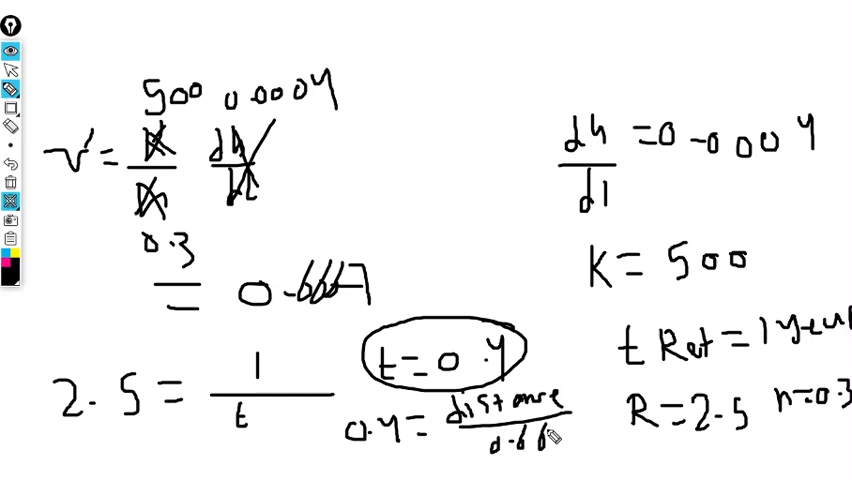 500 0.0004
v' = K/n dh/dl
0.3
= 0.6667
2.5 = 1/t
t = 0.4
0.4 = distance/0.66
dh/dl = 0.0004
K = 500
t Ret = 1 year
R = 2.5 n=0.3